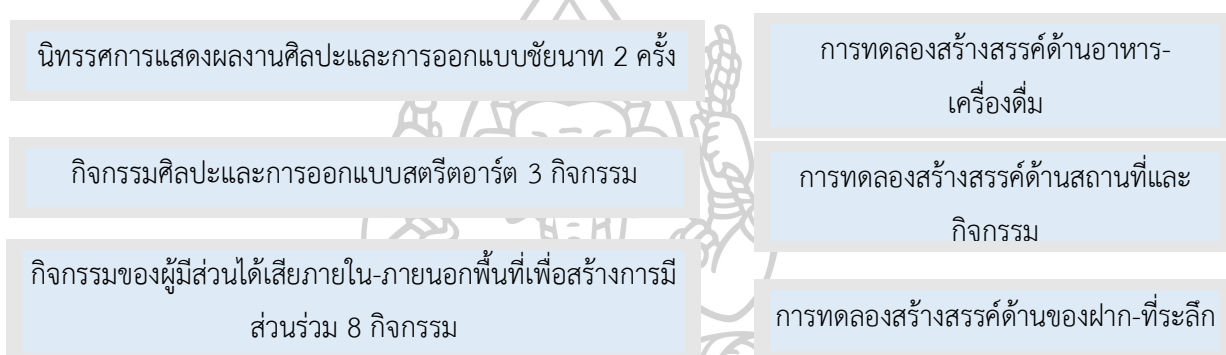 นิทรรศการแสดงผลงานศิลปะและการออกแบบชัยนาท 2 ครั้ง
กิจกรรมศิลปะและการออกแบบสตรีตอาร์ต 3 กิจกรรม
กิจกรรมของผู้มีส่วนได้เสียภายใน-ภายนอกพื้นที่เพื่อสร้างการมี
ส่วนร่วม 8 กิจกรรม
การทดลองสร้างสรรค์ด้านอาหาร-
เครื่องดื่ม
การทดลองสร้างสรรค์ด้านสถานที่และ
กิจกรรม
การทดลองสร้างสรรค์ด้านของฝาก-ที่ระลึก